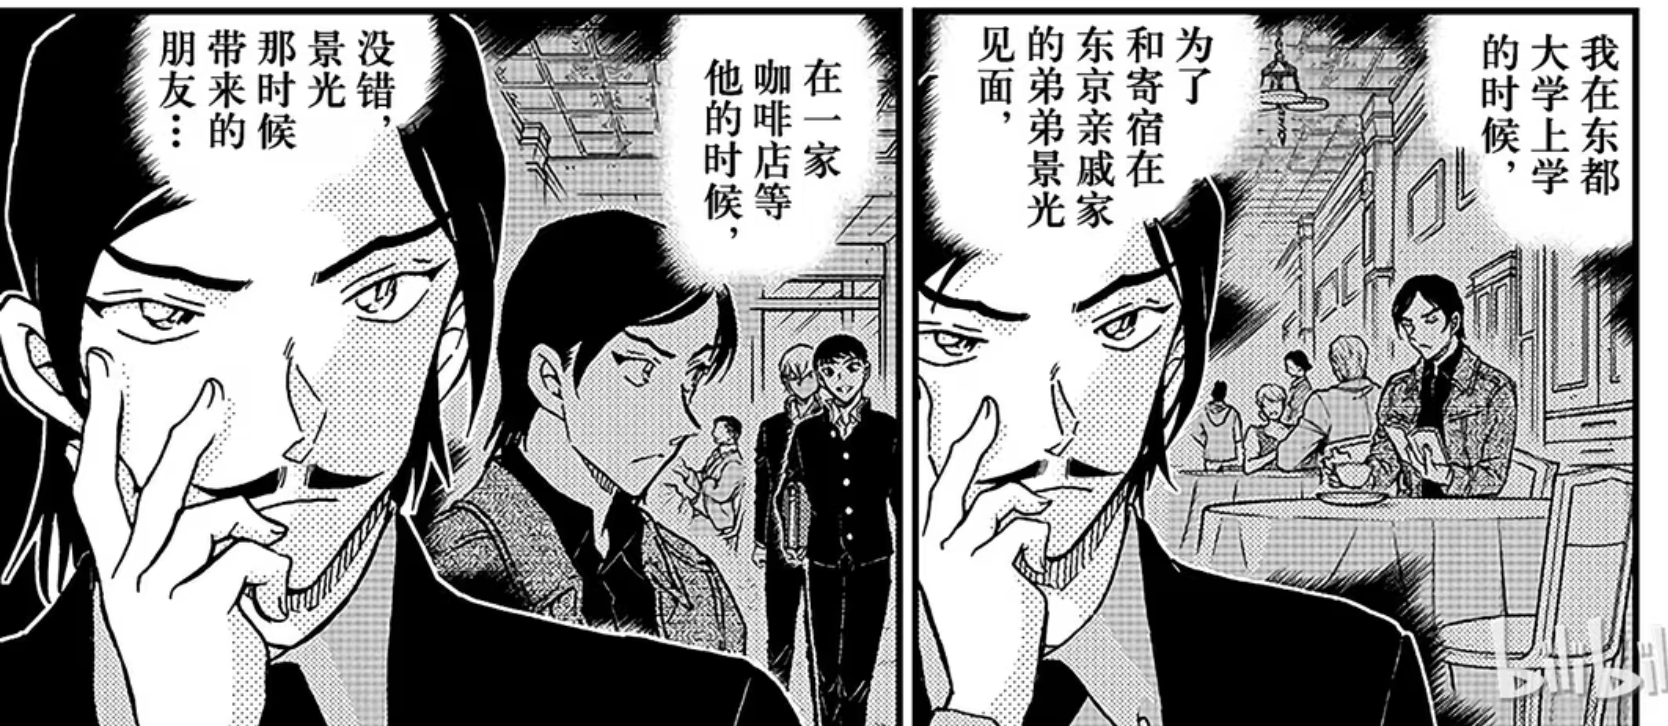 我在东都
大学上学
的时候，
为了
和寄宿在
东京亲戚家
的弟弟景光
见面，
在一家
咖啡店等
他的时候，
没错，
景光
那时候
带来的
朋友…
bilibili